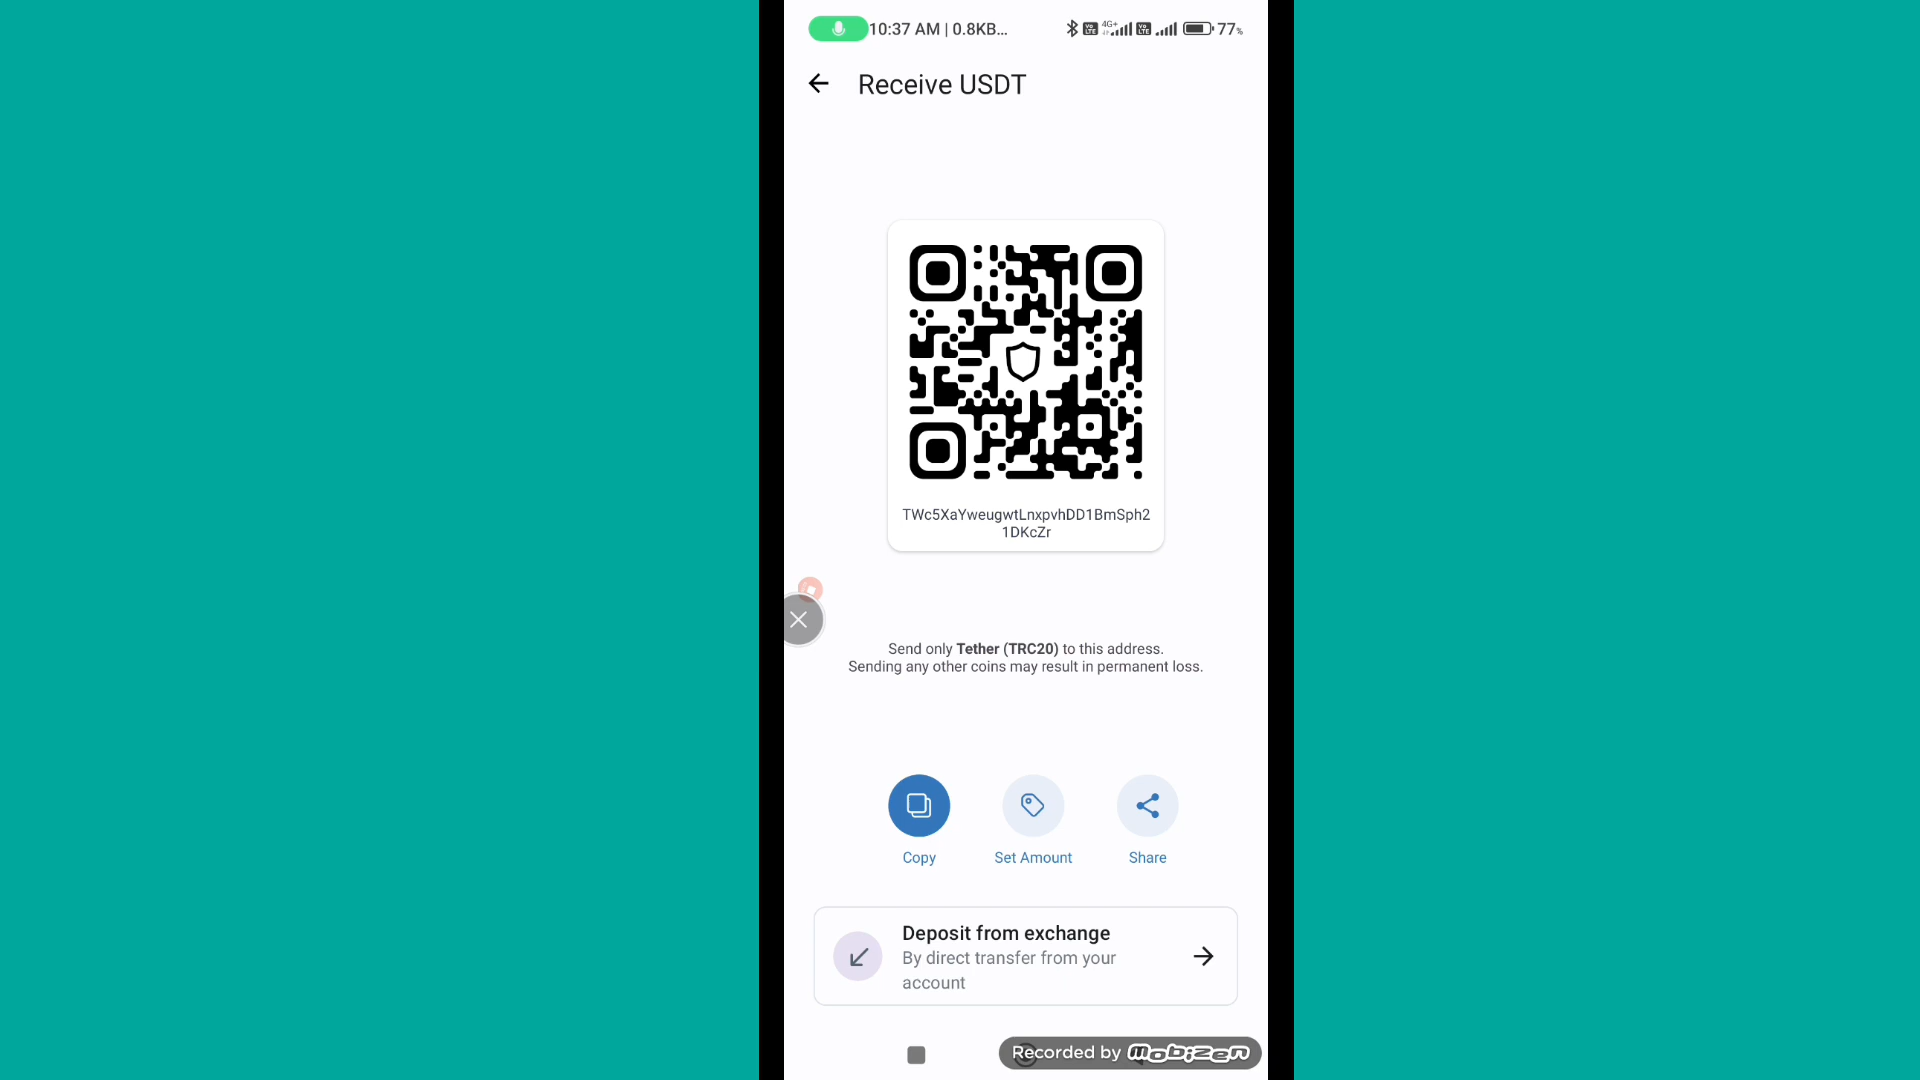 10:37 AM | 0.8KB...
4G+
77%
Receive USDT
TWc5XaYweugwtLnxpvhDD1BmSph2
1DKcZr
Send only Tether (TRC20) to this address.
Sending any other coins may result in permanent loss.
Copy
Set Amount
Share
Deposit from exchange
By direct transfer from your
account
Recorded by mobizen